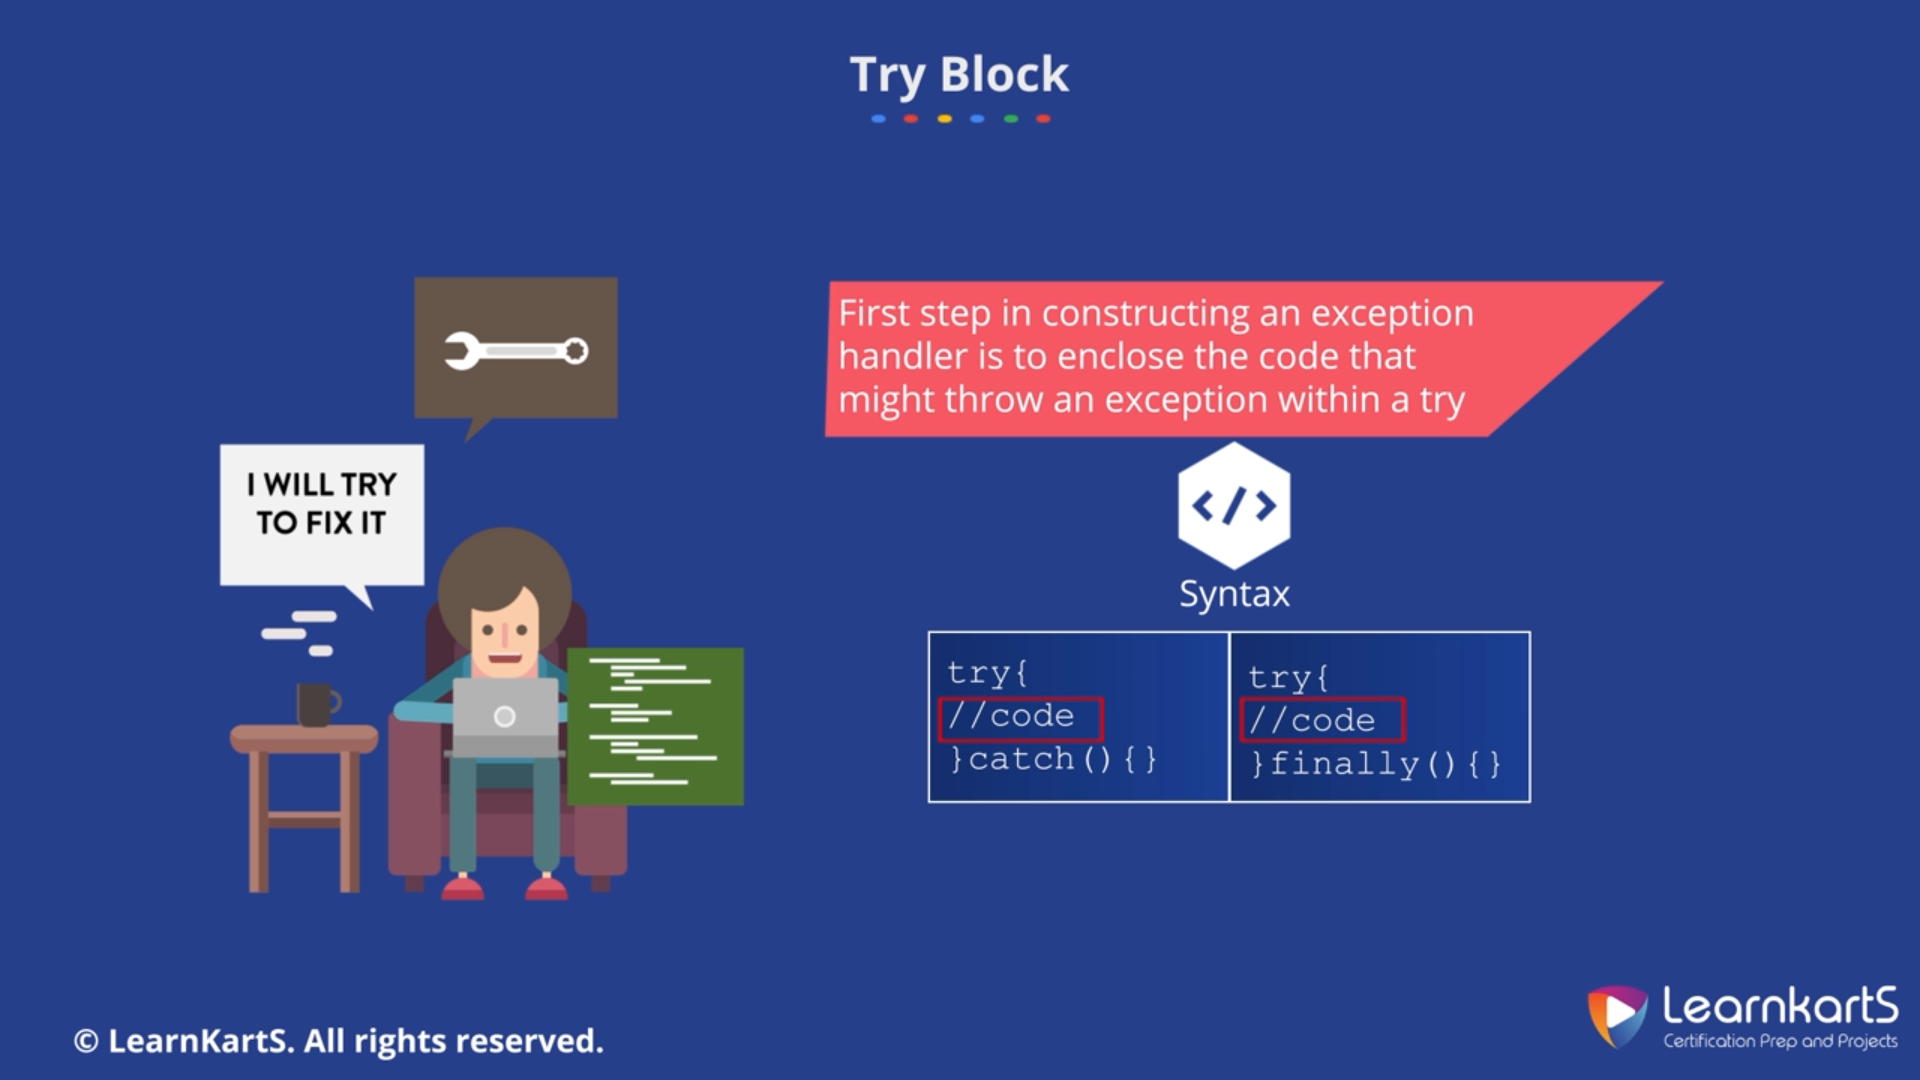 Try Block
First step in constructing an exception
handler is to enclose the code that
might throw an exception within a try
I WILL TRY
TO FIX IT
</>
Syntax
try{
//code
}catch(){}
try{
//code
}finally(){}
© LearnKartS. All rights reserved.
LearnkartS
Certification Prep and Projects